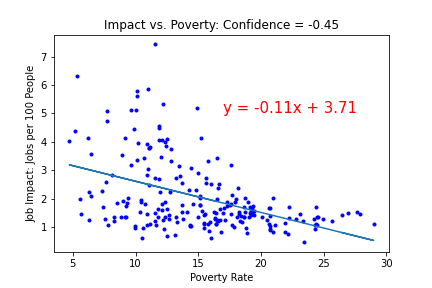 Impact vs. Poverty: Confidence = -0.45
Job Impact: Jobs per 100 People
7
6
5
4
3
2
1
y = -0.11x + 3.71
5 10 15 20 25 30
Poverty Rate